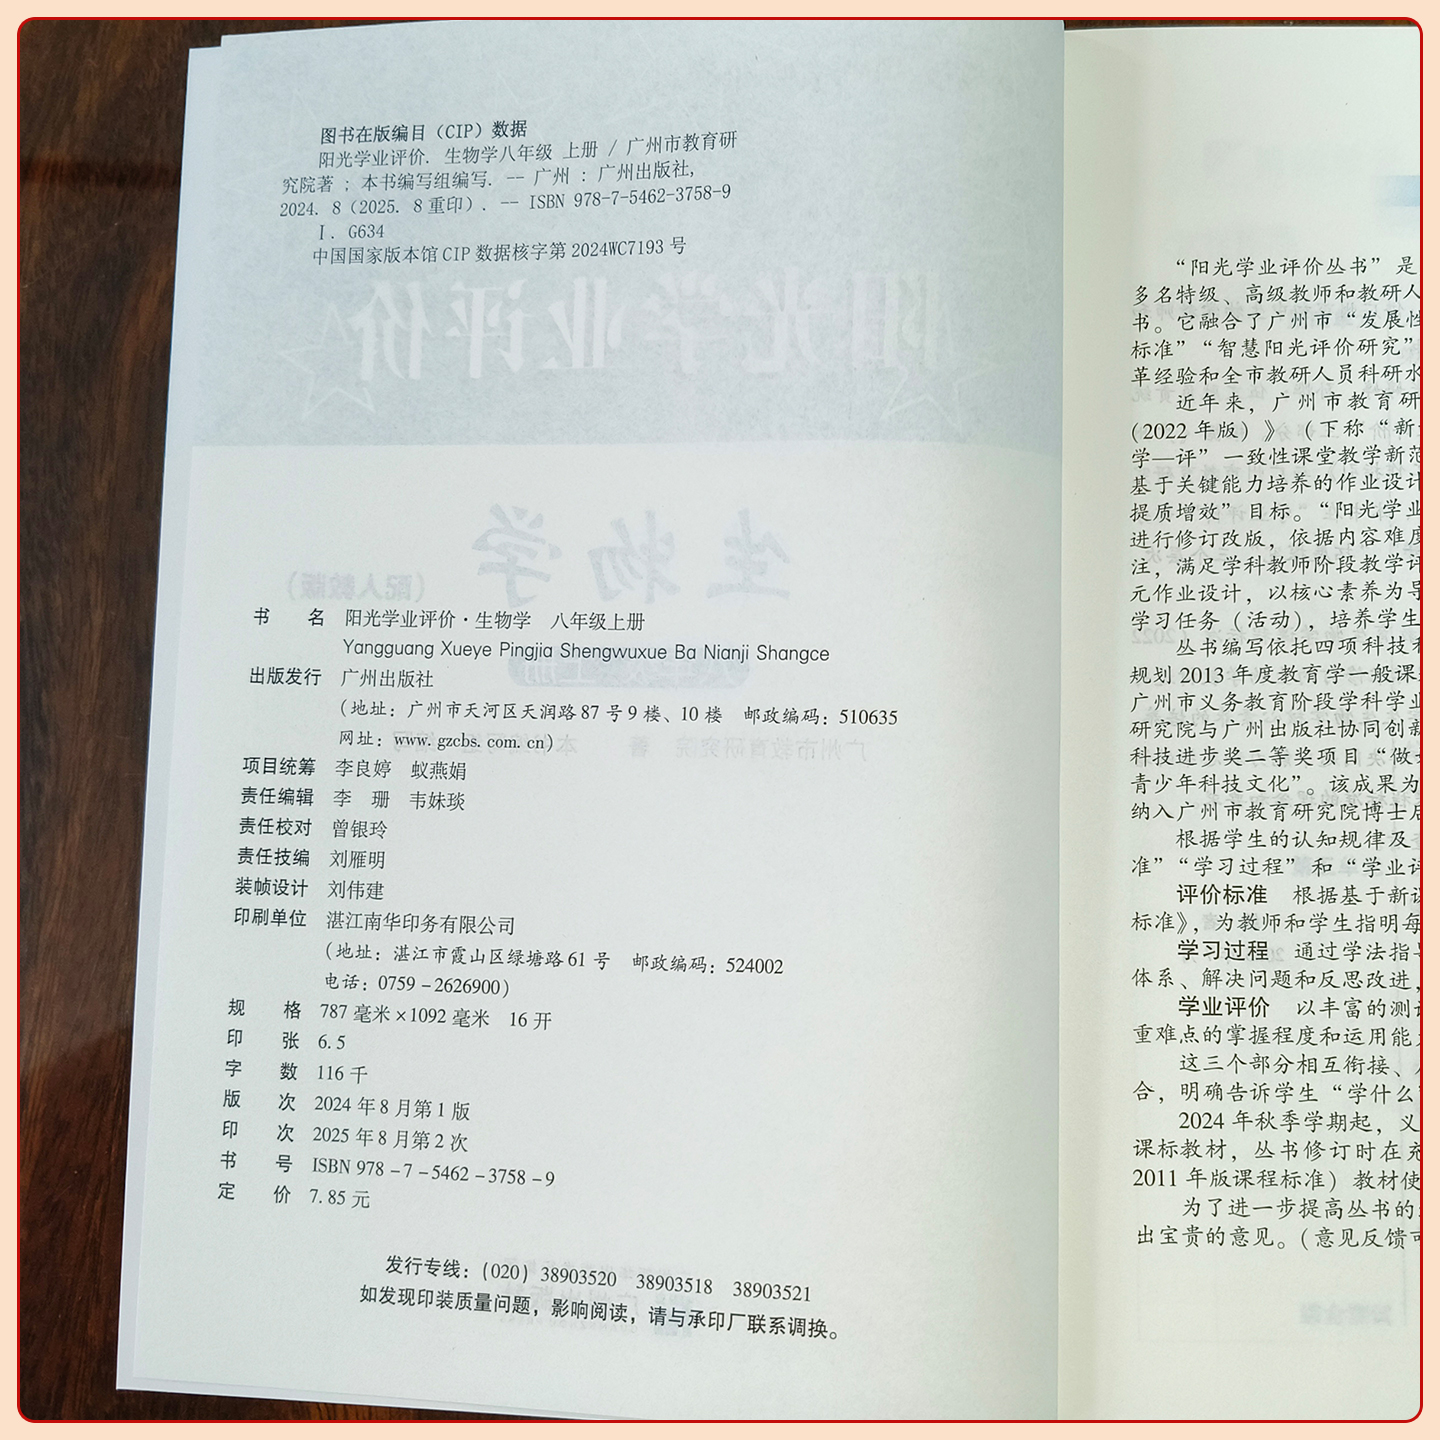 图书在版编目（CIP）数据
阳光学业评价. 生物学八年级 上册 / 广州市教育研
究院著 ; 本书编写组编写. -- 广州 : 广州出版社,
2024. 8（2025. 8 重印）. -- ISBN 978-7-5462-3758-9
Ⅰ. G634
中国国家版本馆 CIP 数据核字第 2024WC7193 号
阳光学业评价
生物学
（配人教版）
书 名 阳光学业评价·生物学 八年级上册
Yangguang Xueye Pingjia Shengwuxue Ba Nianji Shangce
出版发行 广州出版社
（地址：广州市天河区天润路 87 号 9 楼、10 楼 邮政编码：510635
网址：www. gzcbs. com. cn）
项目统筹 李良婷 蚁燕娟
责任编辑 李 珊 韦妹琰
责任校对 曾银玲
责任技编 刘雁明
装帧设计 刘伟建
印刷单位 湛江南华印务有限公司
（地址：湛江市霞山区绿塘路 61 号 邮政编码：524002
电话：0759－2626900）
规 格 787 毫米×1092 毫米 16 开
印 张 6.5
字 数 116 千
版 次 2024 年 8 月第 1 版
印 次 2025 年 8 月第 2 次
书 号 ISBN 978－7－5462－3758－9
定 价 7.85 元
发行专线：（020）38903520 38903518 38903521
如发现印装质量问题，影响阅读，请与承印厂联系调换。
“阳光学业评价丛书”是
多名特级、高级教师和教研人
书。它融合了广州市“发展性
标准”“智慧阳光评价研究”
革经验和全市教研人员科研水
近年来，广州市教育研
（2022 年版）》（下称“新
学—评”一致性课堂教学新范
基于关键能力培养的作业设计
提质增效”目标。“阳光学业
进行修订改版，依据内容难度
注，满足学科教师阶段教学评
元作业设计，以核心素养为导
学习任务（活动），培养学生
丛书编写依托四项科技
规划 2013 年度教育学一般课
广州市义务教育阶段学科学业
研究院与广州出版社协同创新
科技进步奖二等奖项目“做
青少年科技文化”。该成果为
纳入广州市教育研究院博士后
根据学生的认知规律及
准”“学习过程”和“学业评
评价标准 根据基于新课
标准》，为教师和学生指明每
学习过程 通过学法指导
体系、解决问题和反思改进，
学业评价 以丰富的测
重难点的掌握程度和运用能
这三个部分相互衔接、
合，明确告诉学生“学什么”
2024 年秋季学期起，义
课标教材，丛书修订时在充
2011 年版课程标准）教材使
为了进一步提高丛书的
出宝贵的意见。（意见反馈可